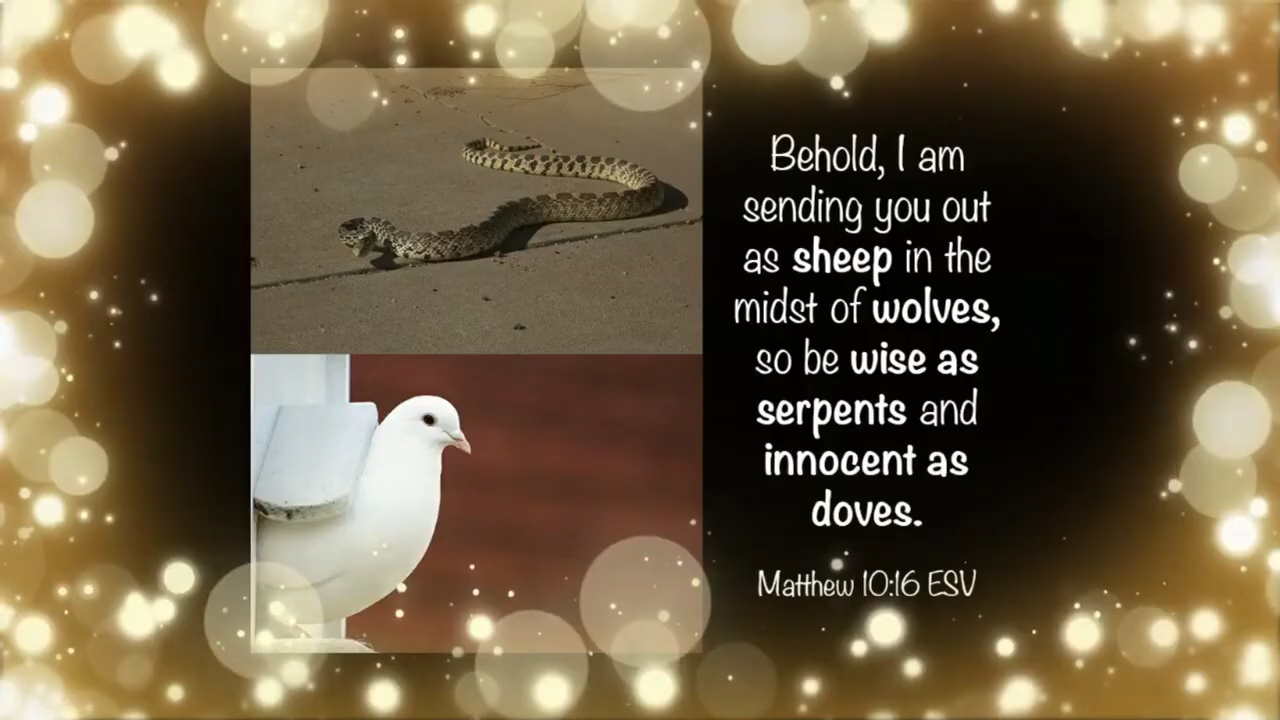 Behold, I am
sending you out
as sheep in the
midst of wolves,
so be wise as
serpents and
innocent as
doves.
Matthew 10:16 ESV